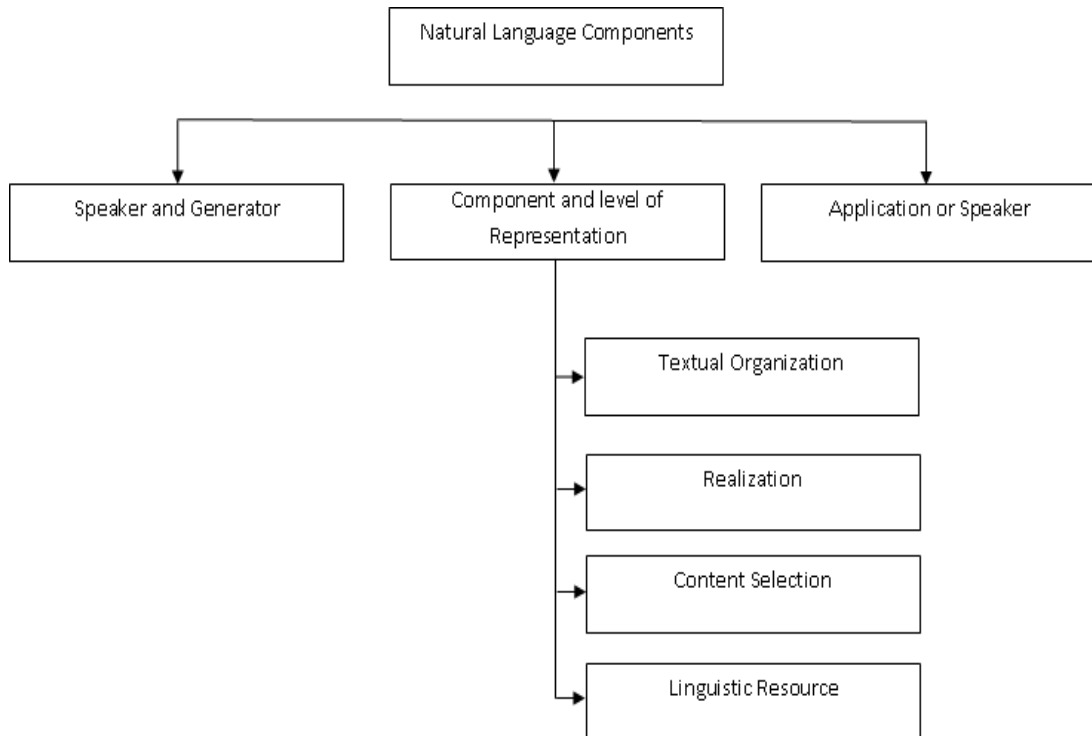 Natural Language Components
Speaker and Generator
Component and level of
Representation
Application or Speaker
Textual Organization
Realization
Content Selection
Linguistic Resource